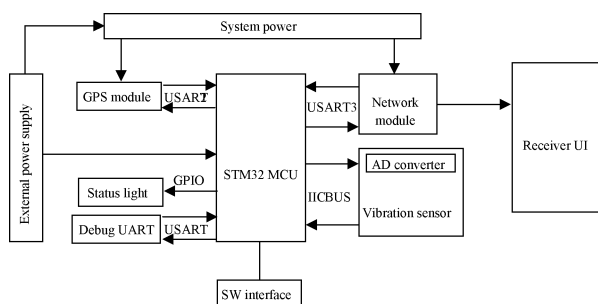 System power
GPS module
USART2
USART3
Network
module
External power supply
STM32 MCU
Receiver UI
AD converter
GPIO
Status light
IICBUS
Vibration sensor
Debug UART
USART
SW interface